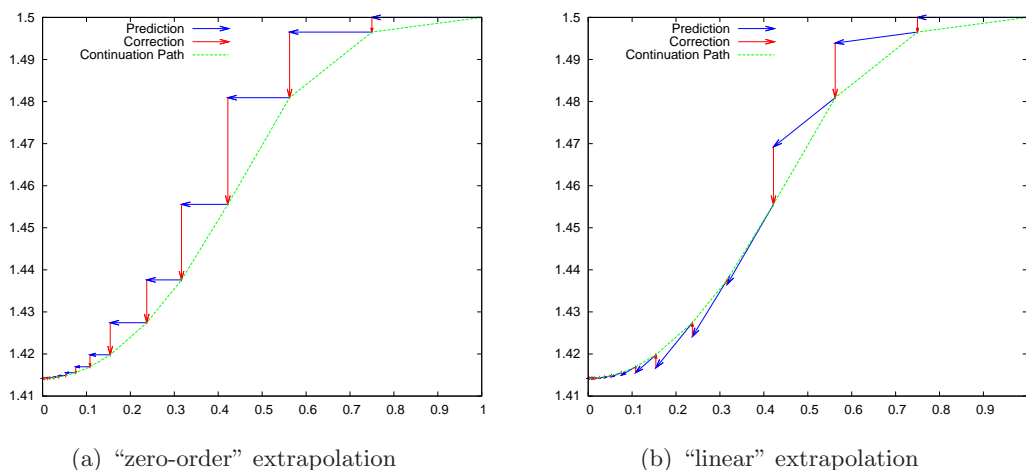 1.5
1.49
1.48
1.47
1.46
1.45
1.44
1.43
1.42
1.41
0 0.1 0.2 0.3 0.4 0.5 0.6 0.7 0.8 0.9 1
Prediction
Correction
Continuation Path
(a) “zero-order” extrapolation
1.5
1.49
1.48
1.47
1.46
1.45
1.44
1.43
1.42
1.41
0 0.1 0.2 0.3 0.4 0.5 0.6 0.7 0.8 0.9
Prediction
Correction
Continuation Path
(b) “linear” extrapolation